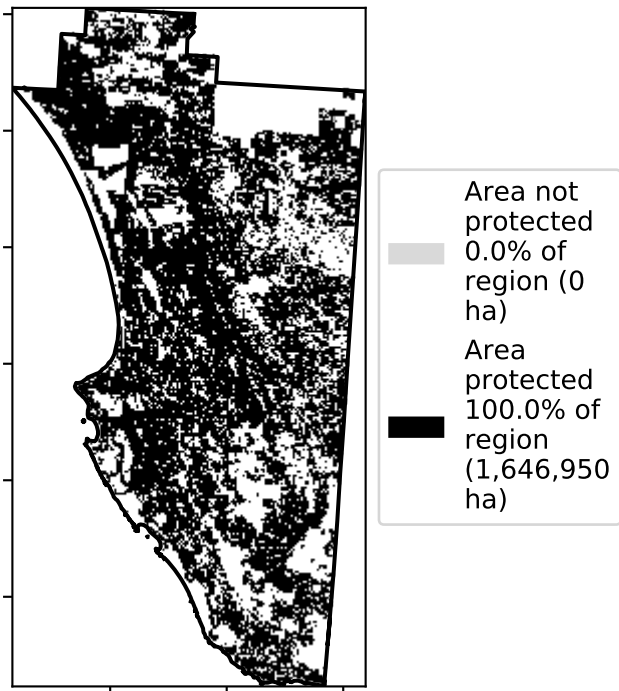 Area not
protected
0.0% of
region (0
ha)
Area
protected
100.0% of
region
(1,646,950
ha)